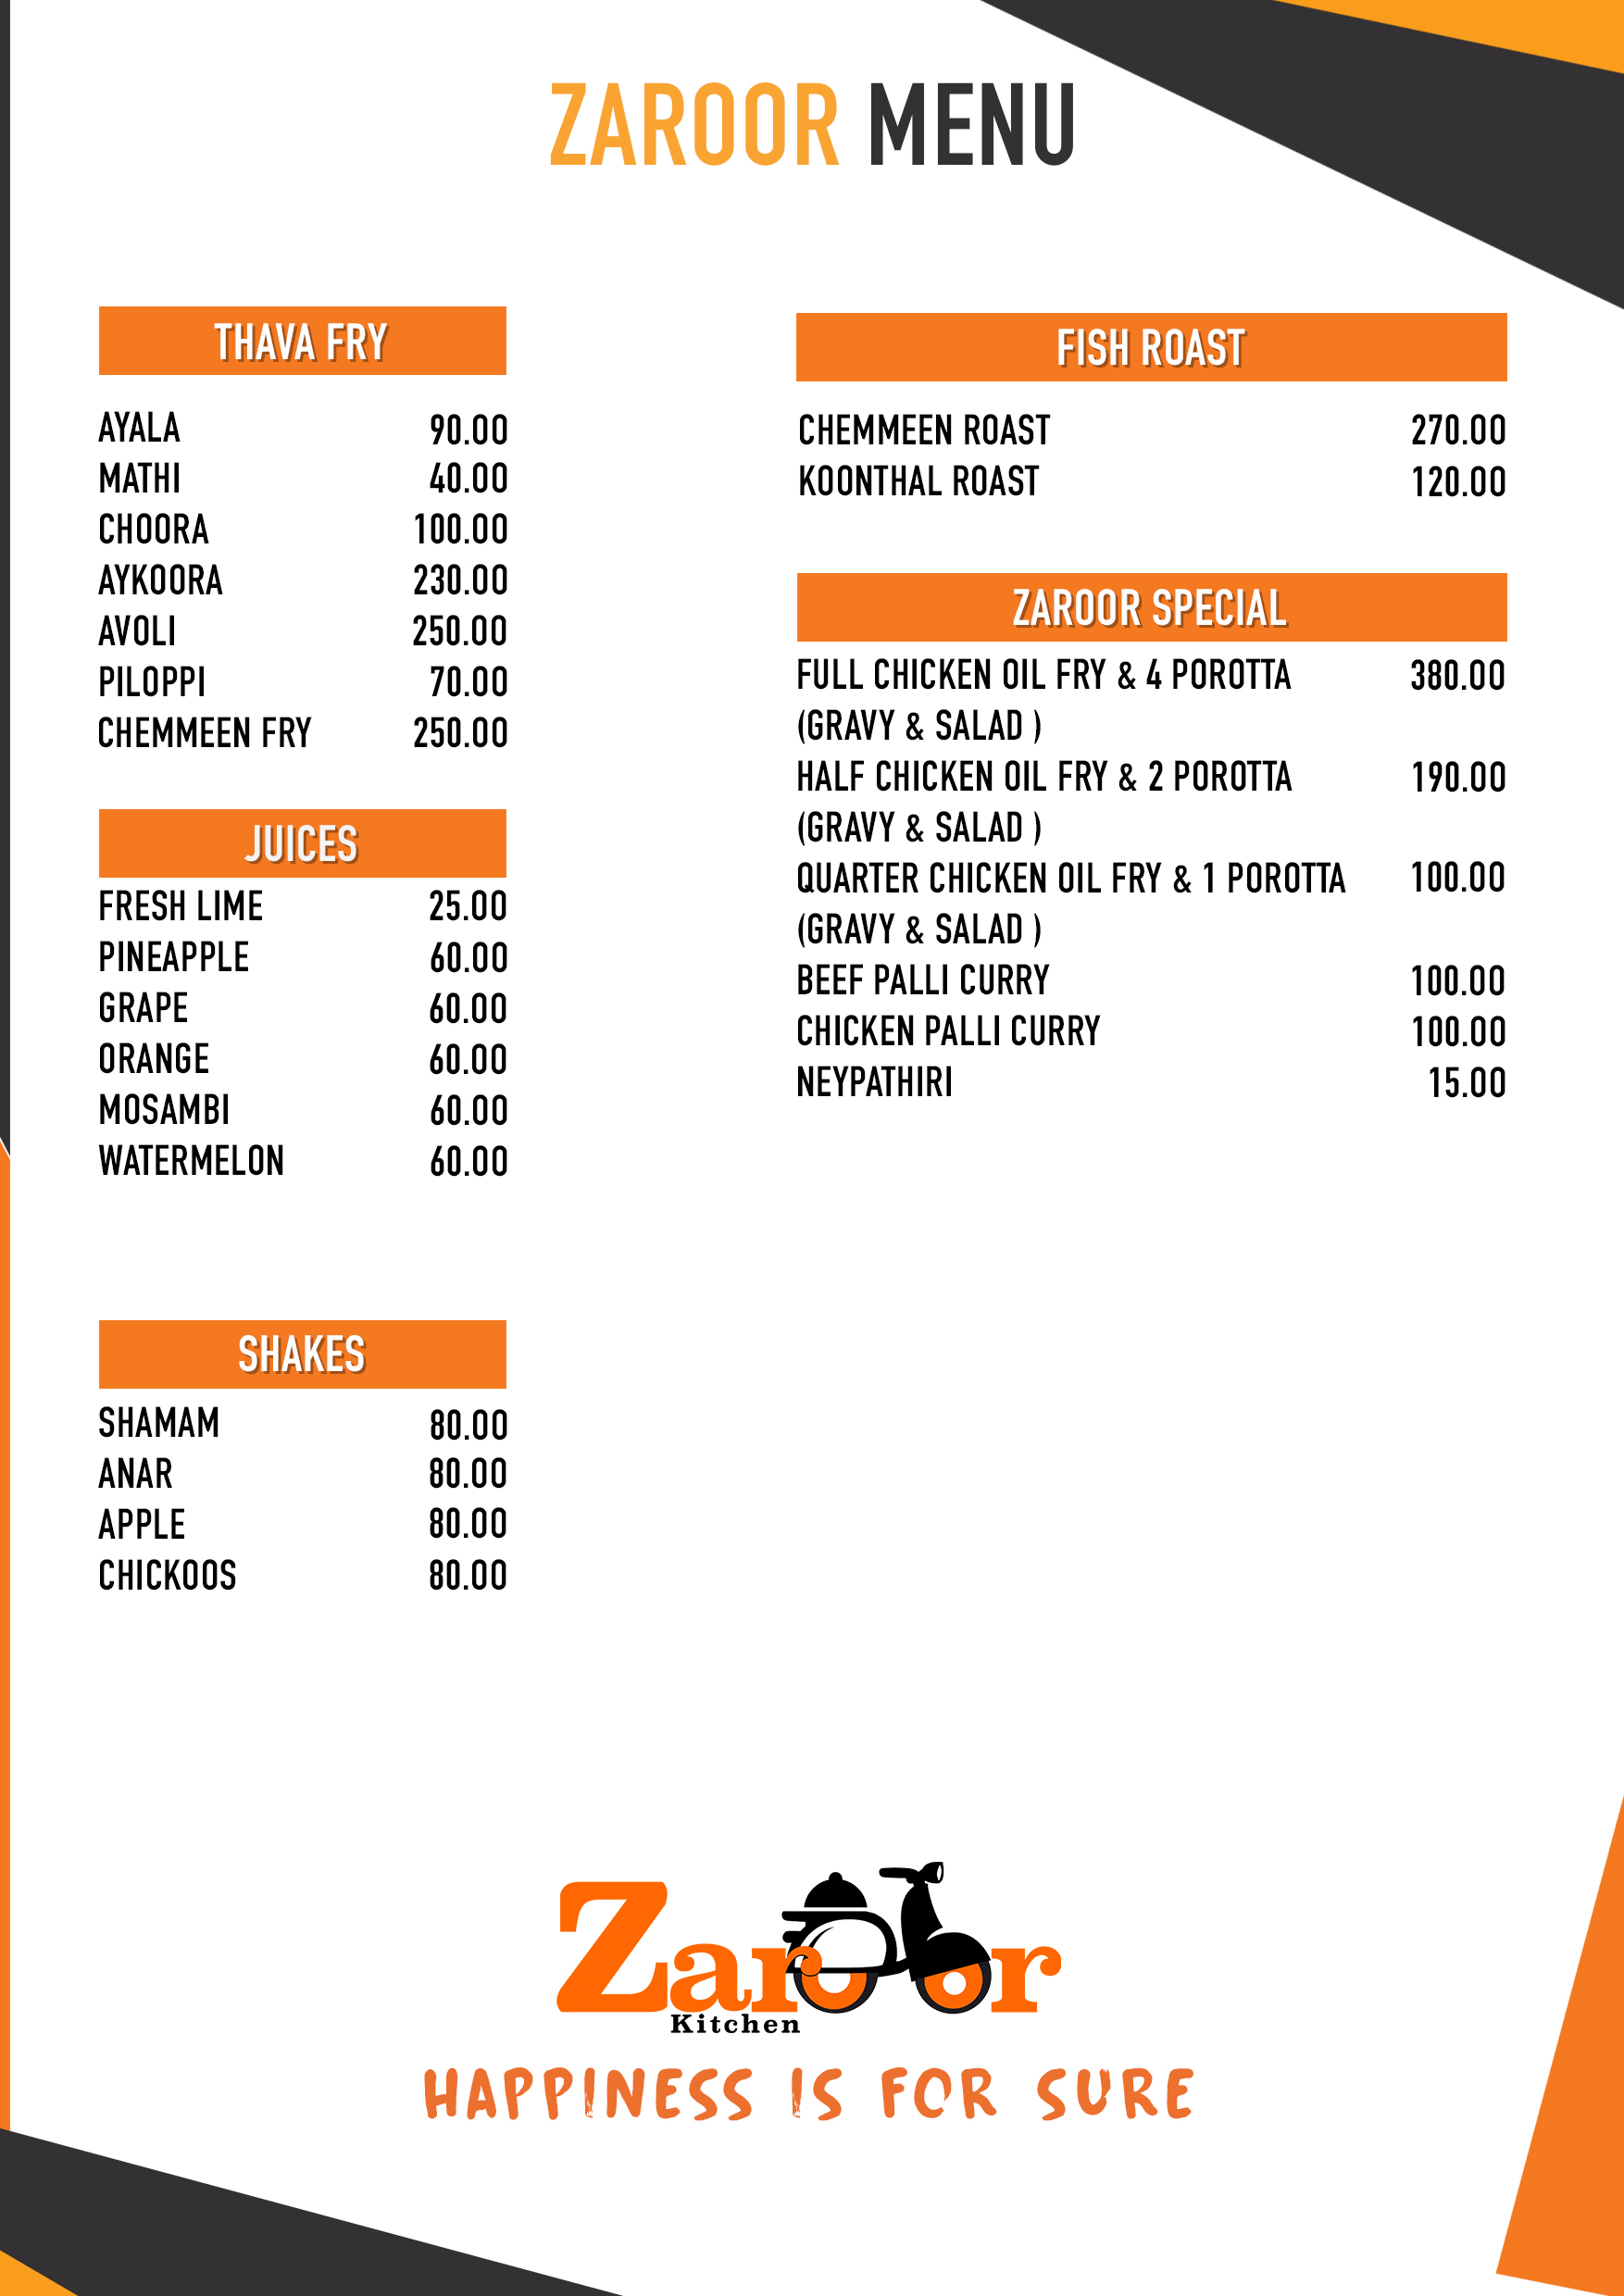 ZAROOR MENU
THAVA FRY
AYALA 90.00
MATHI 40.00
CHOORA 100.00
AYKOORA 230.00
AVOLI 250.00
PILOPPI 70.00
CHEMMEEN FRY 250.00
JUICES
FRESH LIME 25.00
PINEAPPLE 60.00
GRAPE 60.00
ORANGE 60.00
MOSAMBI 60.00
WATERMELON 60.00
SHAKES
SHAMAM 80.00
ANAR 80.00
APPLE 80.00
CHICKOOS 80.00
FISH ROAST
CHEMMEEN ROAST 270.00
KOONTHAL ROAST 120.00
ZAROOR SPECIAL
FULL CHICKEN OIL FRY & 4 POROTTA 380.00
(GRAVY & SALAD )
HALF CHICKEN OIL FRY & 2 POROTTA 190.00
(GRAVY & SALAD )
QUARTER CHICKEN OIL FRY & 1 POROTTA 100.00
(GRAVY & SALAD )
BEEF PALLI CURRY 100.00
CHICKEN PALLI CURRY 100.00
NEYPATHIRI 15.00
Zaroor
Kitchen
HAPPINESS IS FOR SURE